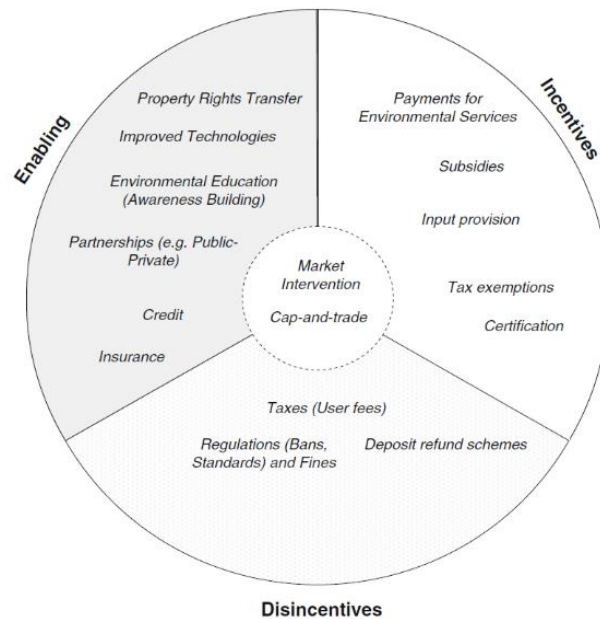 Enabling
Property Rights Transfer
Improved Technologies
Environmental Education
(Awareness Building)
Partnerships (e.g. Public-
Private)
Credit
Insurance
Incentives
Payments for
Environmental Services
Subsidies
Input provision
Tax exemptions
Certification
Market
Intervention
Cap-and-trade
Taxes (User fees)
Regulations (Bans,
Standards) and Fines
Deposit refund schemes
Disincentives